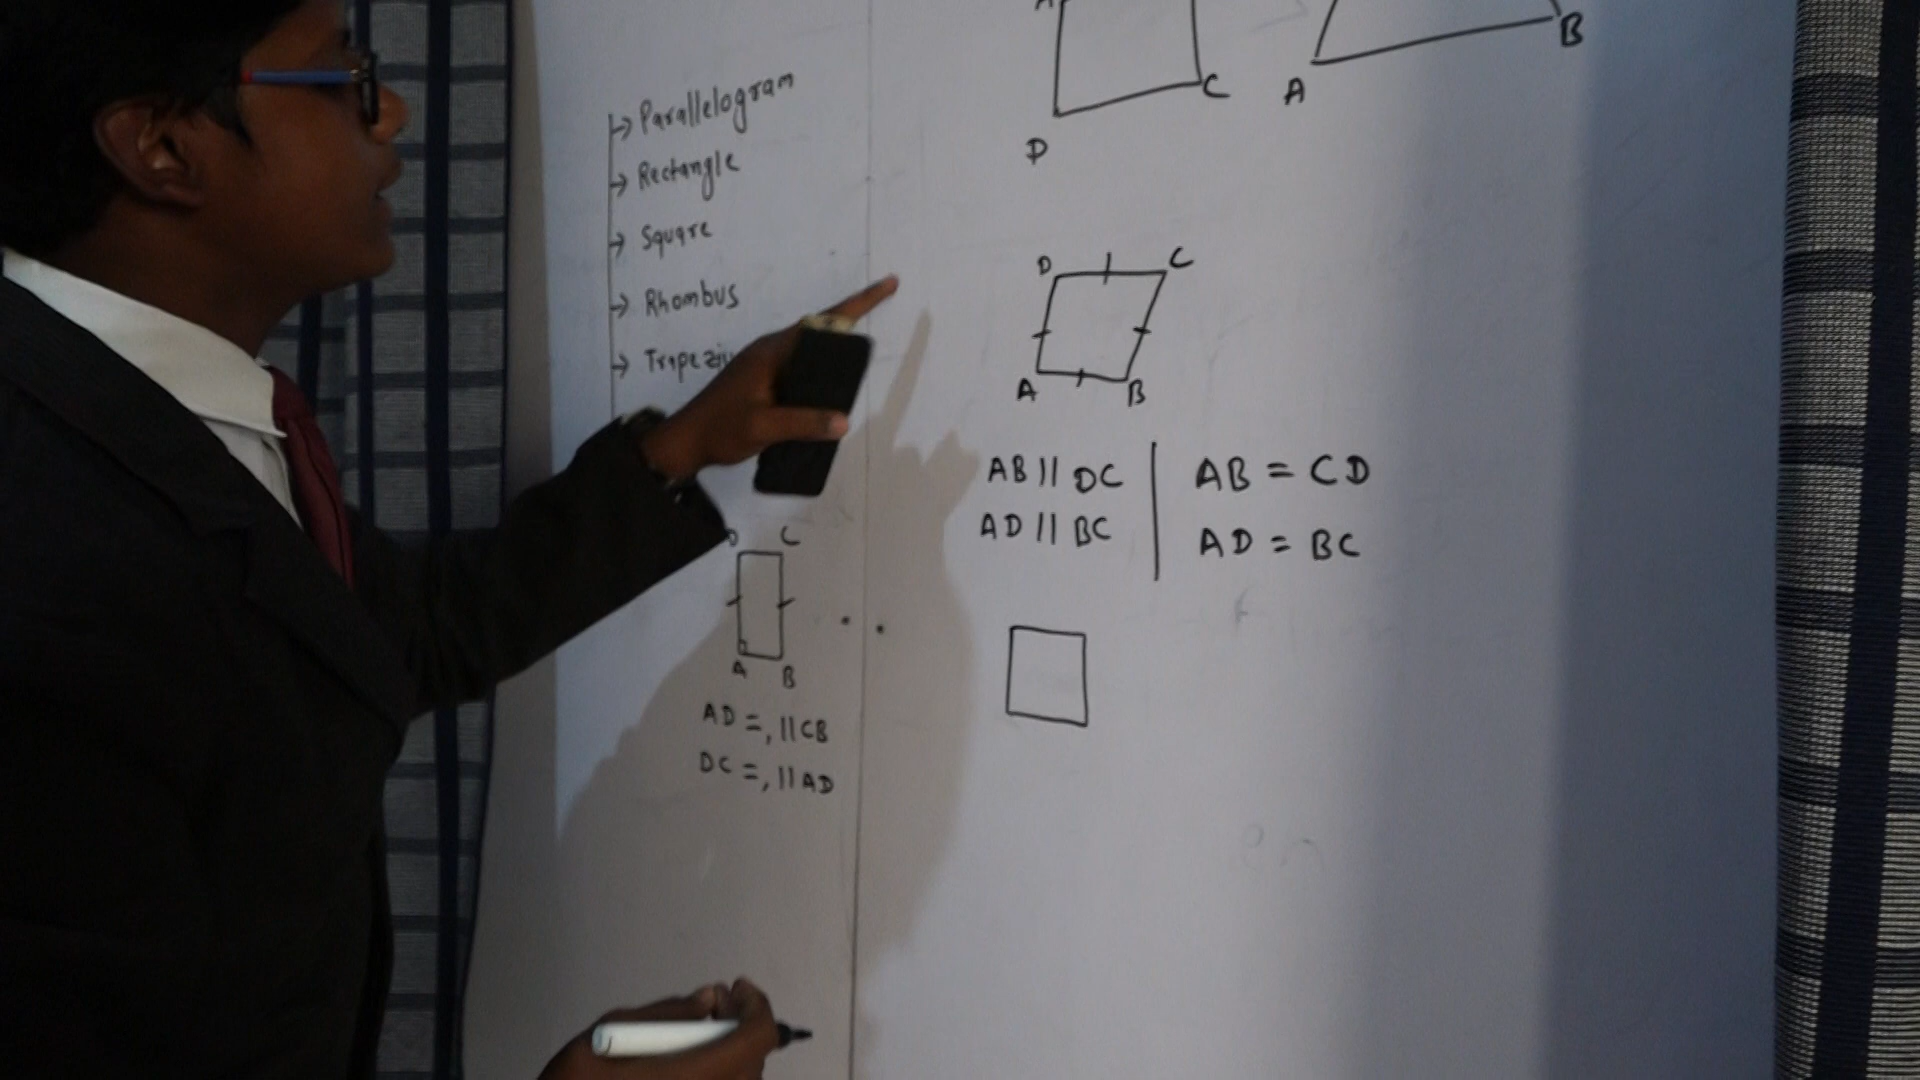 A
C
D
A
B
Parallelogram
Rectangle
Square
Rhombus
D C
A B
AB || DC
AD || BC
AB = CD
AD = BC
D C
A B
AD =, || CB
DC =, || AD